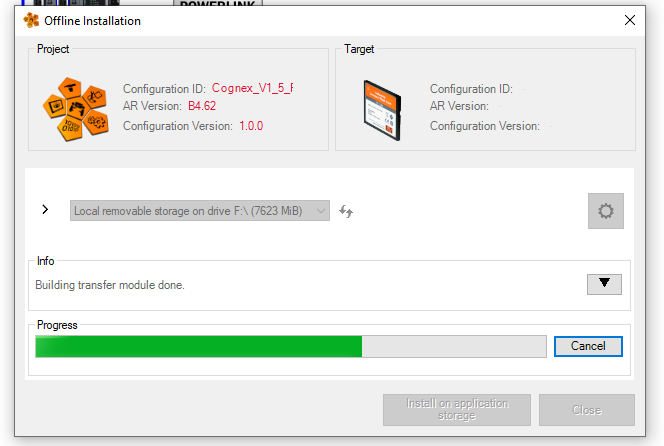 POWERLINK
Offline Installation
Project
Configuration ID: Cognex_V1_5_F
AR Version: B4.62
Configuration Version: 1.0.0
Target
Configuration ID: -
AR Version: -
Configuration Version: -
Local removable storage on drive F:\ (7623 MiB)
Info
Building transfer module done.
Progress
Cancel
Install on application
storage
Close